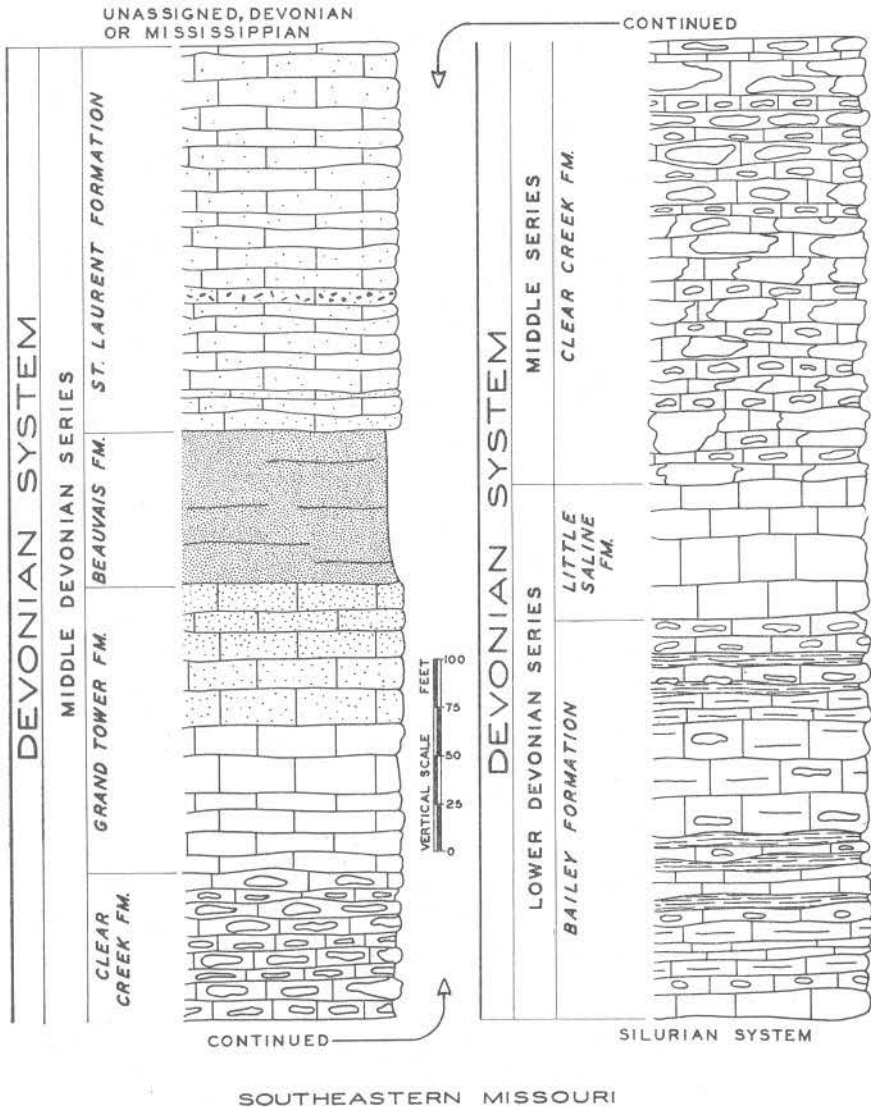 UNASSIGNED, DEVONIAN
OR MISSISSIPPIAN
DEVONIAN SYSTEM
MIDDLE DEVONIAN SERIES
ST. LAURENT FORMATION
BEAUVAIS FM.
GRAND TOWER FM.
CLEAR
CREEK FM.
CONTINUED
VERTICAL SCALE FEET
100
75
50
25
0
CONTINUED
DEVONIAN SYSTEM
MIDDLE SERIES
CLEAR CREEK FM.
LOWER DEVONIAN SERIES
LITTLE
SALINE
FM.
BAILEY FORMATION
SILURIAN SYSTEM
SOUTHEASTERN MISSOURI